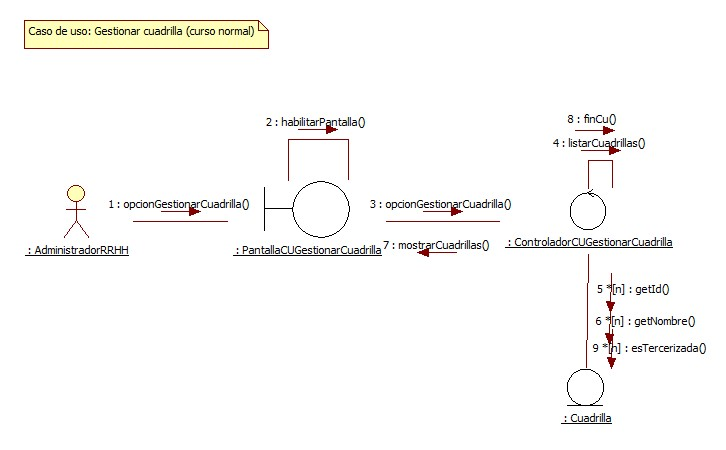 Caso de uso: Gestionar cuadrilla (curso normal)
8 : finCu()
2 : habilitarPantalla()
4 : listarCuadrillas()
1 : opcionGestionarCuadrilla()
3 : opcionGestionarCuadrilla()
7 : mostrarCuadrillas()
: AdministradorRRHH
: PantallaCUGestionarCuadrilla
: ControladorCUGestionarCuadrilla
5 *[n] : getId()
6 *[n] : getNombre()
9 *[n] : esTercerizada()
: Cuadrilla